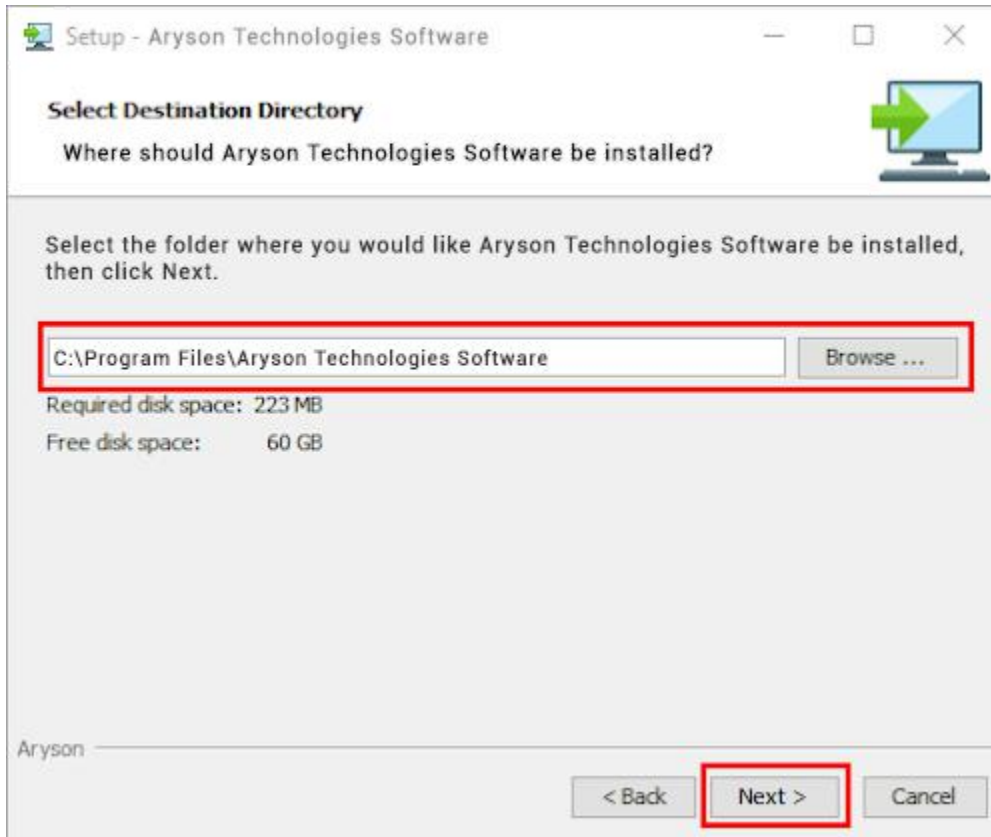 Setup - Aryson Technologies Software
Select Destination Directory
Where should Aryson Technologies Software be installed?
Select the folder where you would like Aryson Technologies Software be installed,
then click Next.
C:\Program Files\Aryson Technologies Software
Browse ...
Required disk space: 223 MB
Free disk space: 60 GB
Aryson
< Back
Next >
Cancel